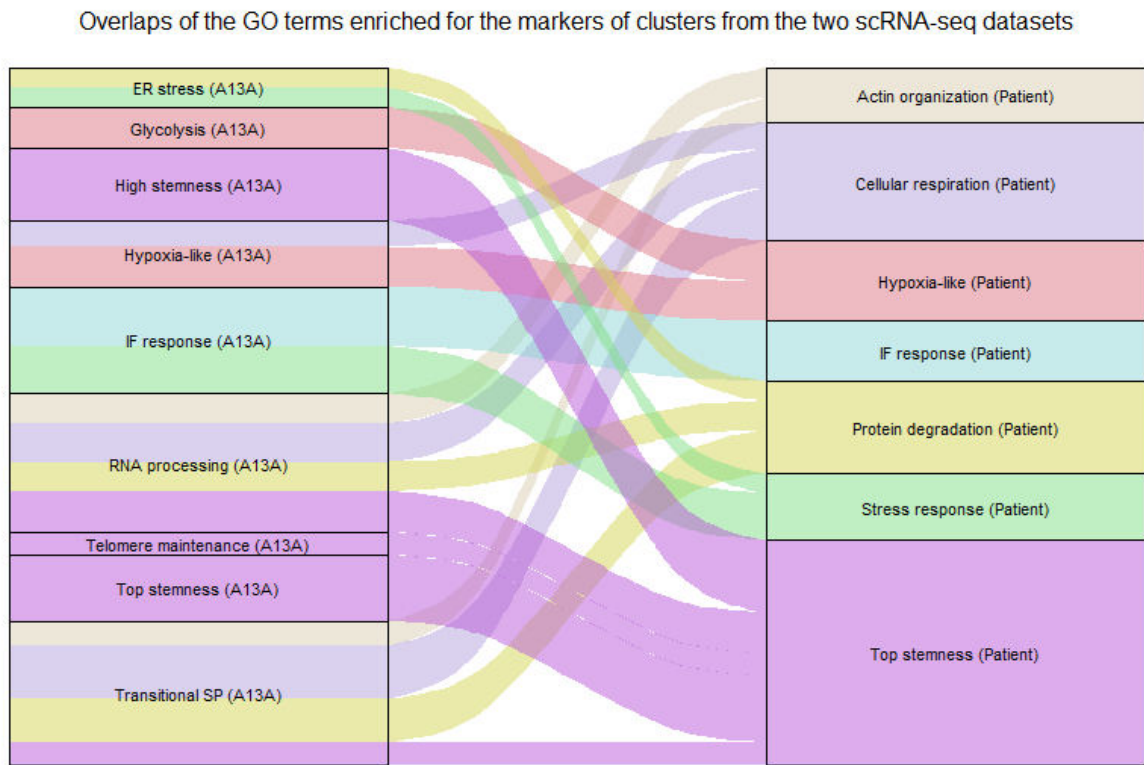 Overlaps of the GO terms enriched for the markers of clusters from the two scRNA-seq datasets
ER stress (A13A)
Glycolysis (A13A)
High stemness (A13A)
Hypoxia-like (A13A)
IF response (A13A)
RNA processing (A13A)
Telomere maintenance (A13A)
Top stemness (A13A)
Transitional SP (A13A)
Actin organization (Patient)
Cellular respiration (Patient)
Hypoxia-like (Patient)
IF response (Patient)
Protein degradation (Patient)
Stress response (Patient)
Top stemness (Patient)